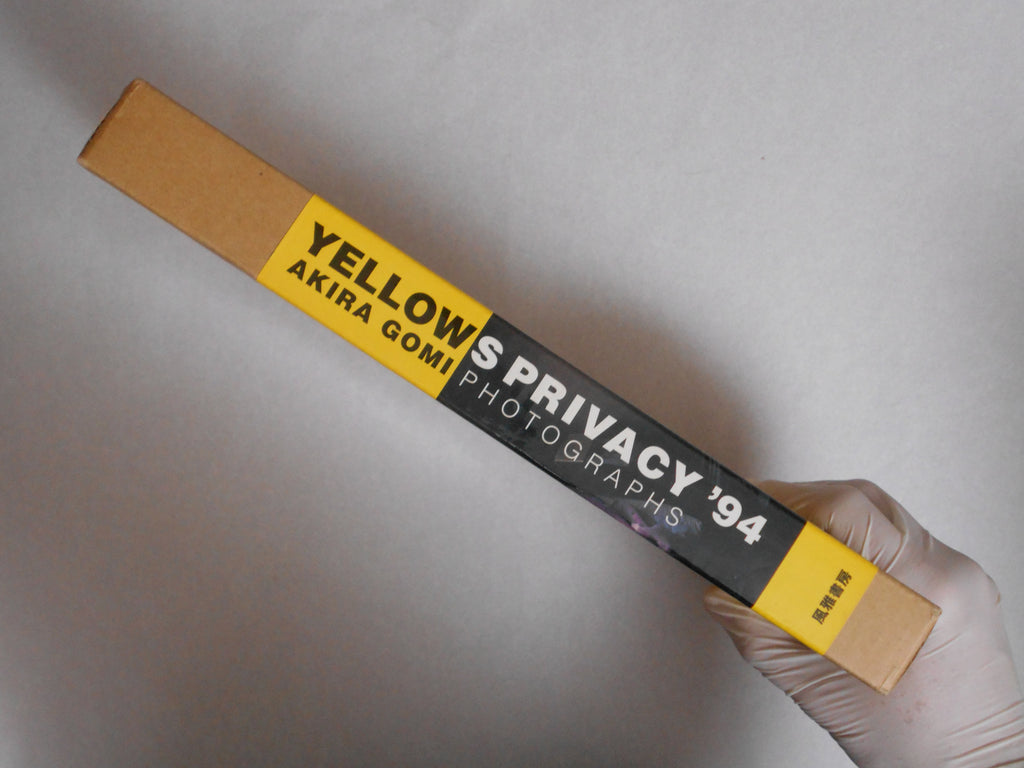 YELLOWS PRIVACY '94
AKIRA GOMI PHOTOGRAPHS
風雅書房